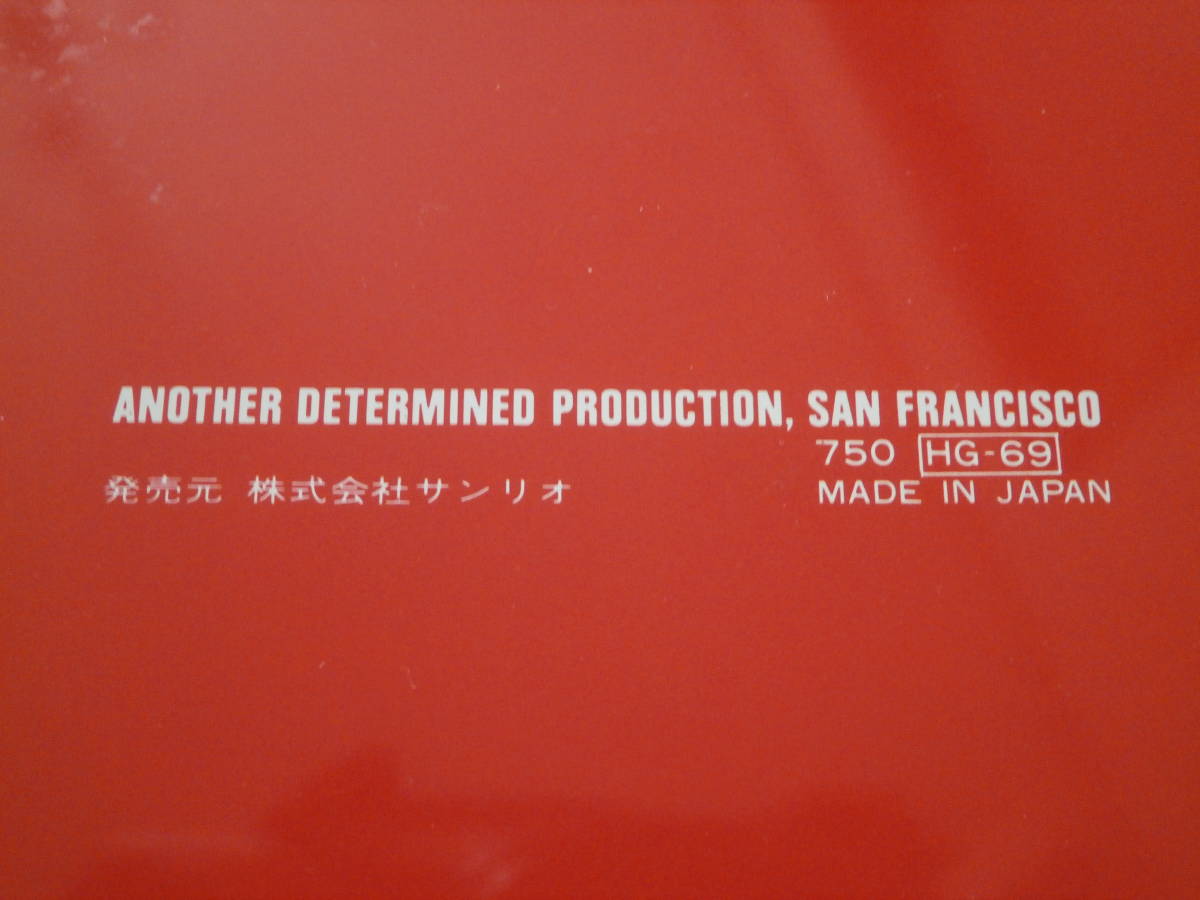 ANOTHER DETERMINED PRODUCTION, SAN FRANCISCO
750 HG-69
発売元 株式会社サンリオ MADE IN JAPAN